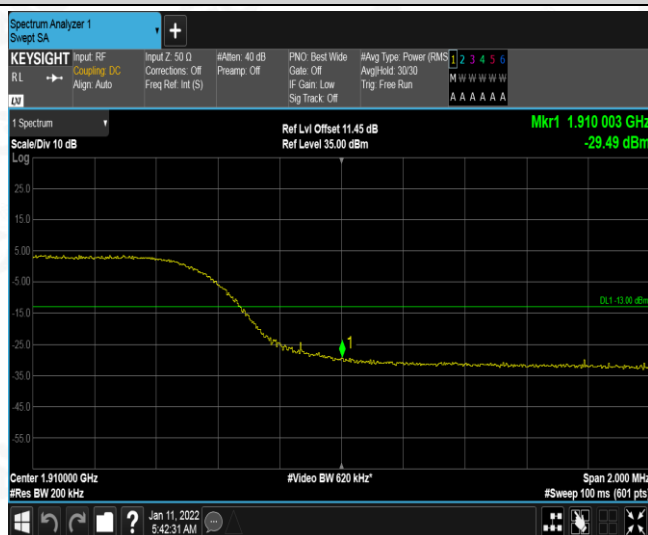 Spectrum Analyzer 1
Swept SA
KEYSIGHT
RL
Input: RF
Coupling: DC
Align: Auto
Input Z: 50 Ω
Corrections: Off
Freq Ref: Int (S)
#Atten: 40 dB
Preamp: Off
PNO: Best Wide
Gate: Off
IF Gain: Low
Sig Track: Off
#Avg Type: Power (RMS
Avg|Hold: 30/30
Trig: Free Run
1 2 3 4 5 6
M W W W W W
A A A A A A
LXI
1 Spectrum
Scale/Div 10 dB
Ref Lvl Offset 11.45 dB
Ref Level 35.00 dBm
Mkr1 1.910 003 GHz
-29.49 dBm
Log
25.0
15.0
5.00
-5.00
DL1 -13.00 dBm
-15.0
-25.0
1
-35.0
-45.0
-55.0
Center 1.910000 GHz
#Video BW 620 kHz*
Span 2.000 MHz
#Res BW 200 kHz
#Sweep 100 ms (601 pts)
?
Jan 11, 2022
5:42:31 AM